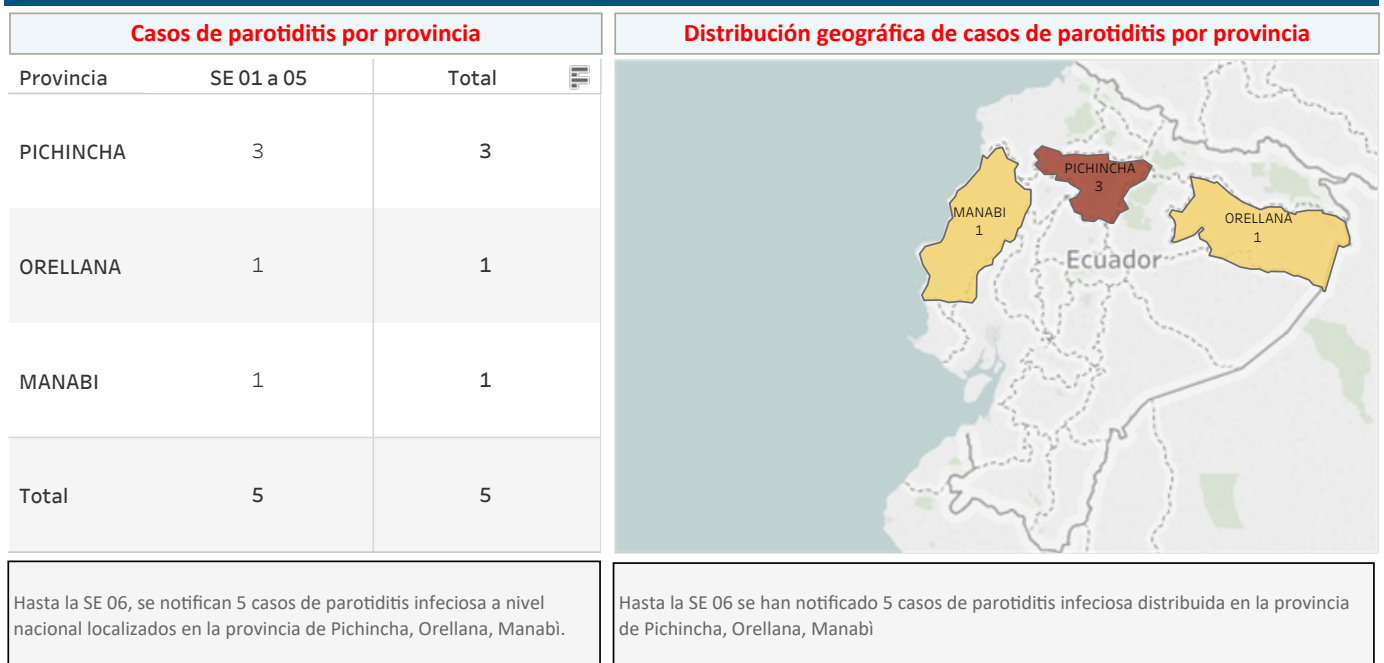 Casos de parotiditis por provincia
Provincia SE 01 a 05 Total
PICHINCHA 3 3
ORELLANA 1 1
MANABI 1 1
Total 5 5
Hasta la SE 06, se notifican 5 casos de parotiditis infeciosa a nivel
nacional localizados en la provincia de Pichincha, Orellana, Manabì.
Distribución geográfica de casos de parotiditis por provincia
PICHINCHA
3
MANABI
1
ORELLANA
1
Ecuador
Hasta la SE 06 se han notificado 5 casos de parotiditis infeciosa distribuida en la provincia
de Pichincha, Orellana, Manabì